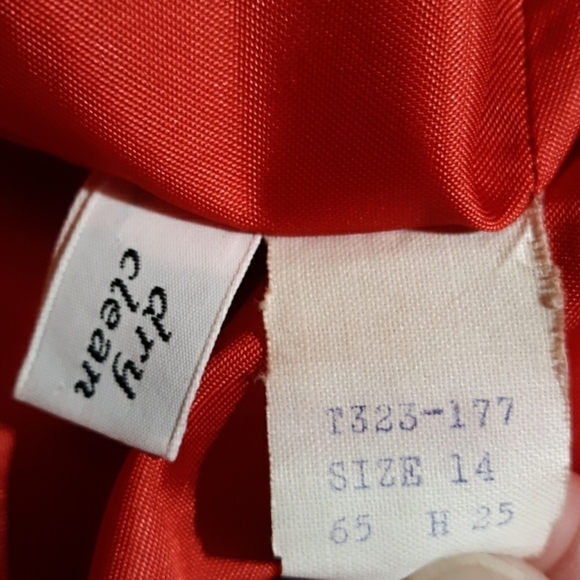 dry
clean
T323-177
SIZE 14
65 H 25